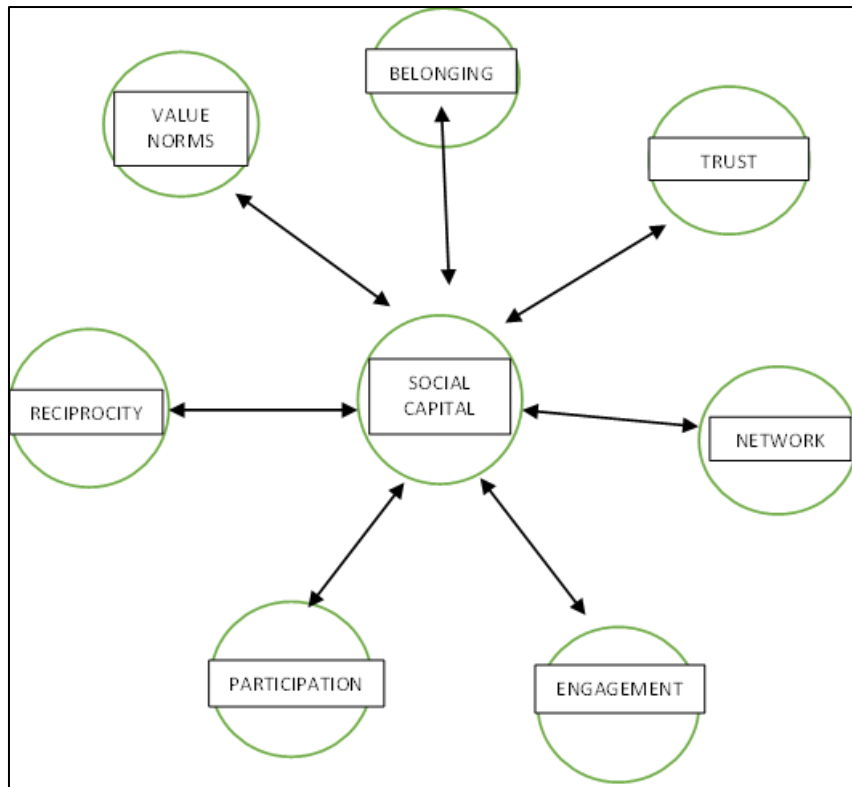 BELONGING
VALUE
NORMS
TRUST
SOCIAL
CAPITAL
RECIPROCITY
NETWORK
PARTICIPATION
ENGAGEMENT